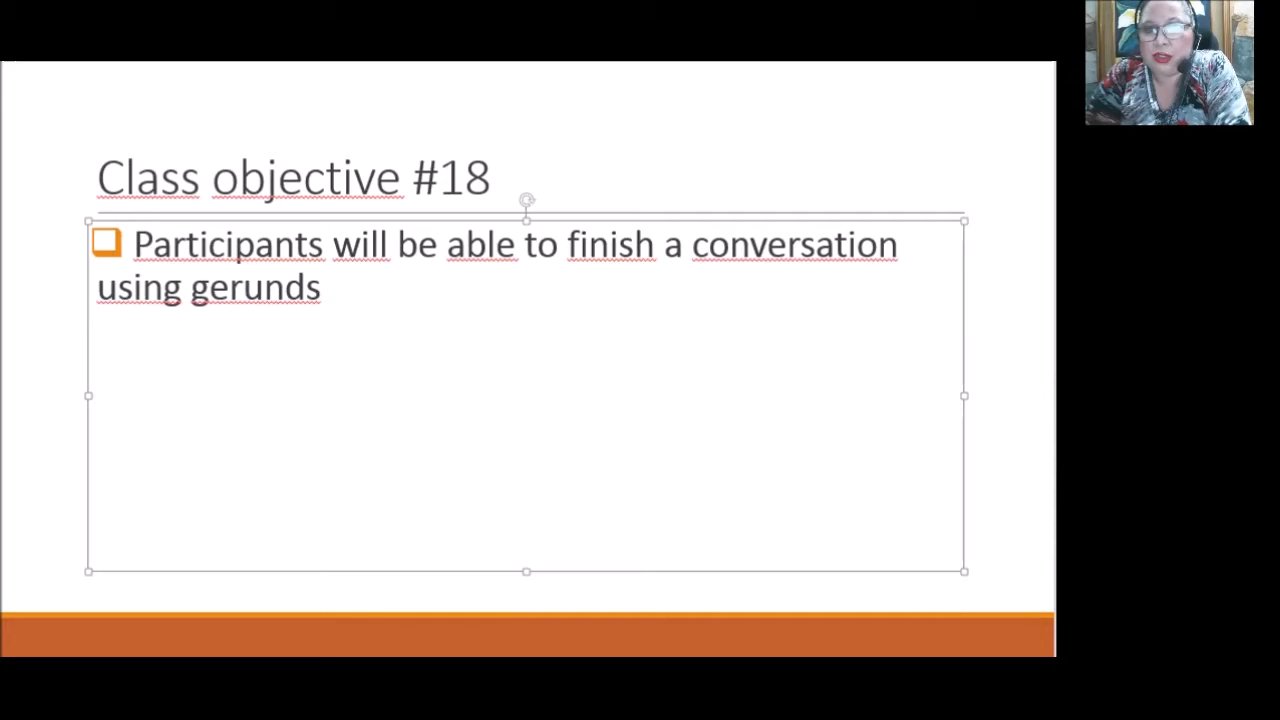 Class objective #18
Participants will be able to finish a conversation
using gerunds